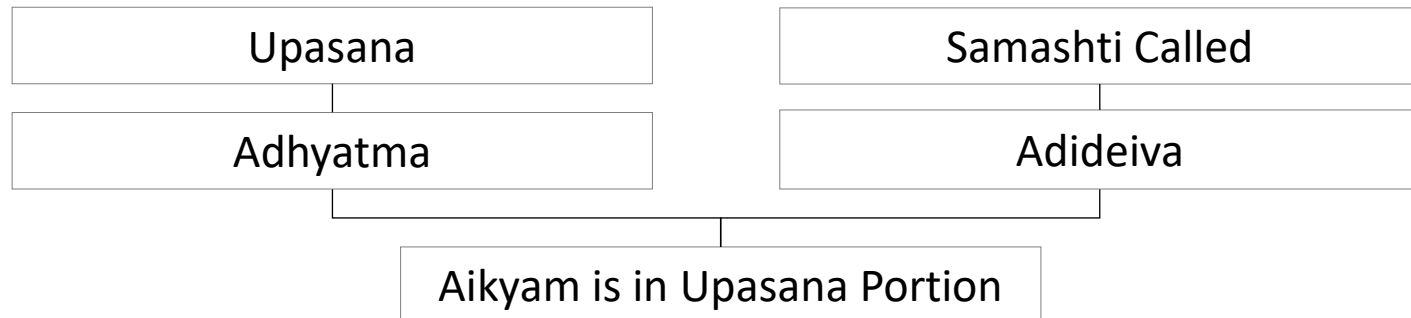 Upasana
Samashti Called
Adhyatma
Adideiva
Aikyam is in Upasana Portion